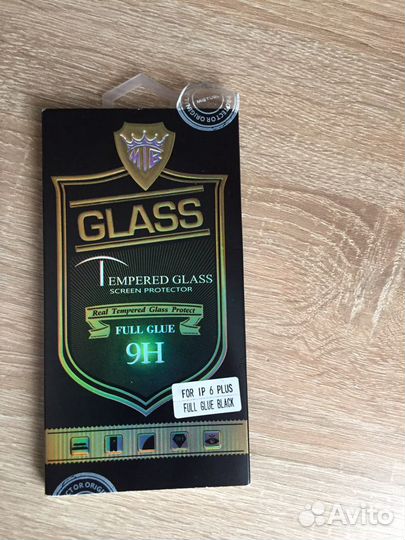 MTB
GLASS
TEMPERED GLASS
SCREEN PROTECTOR
Real Tempered Glass Protect
FULL GLUE
9H
FOR IP 6 PLUS
FULL GLUE BLACK
Avito